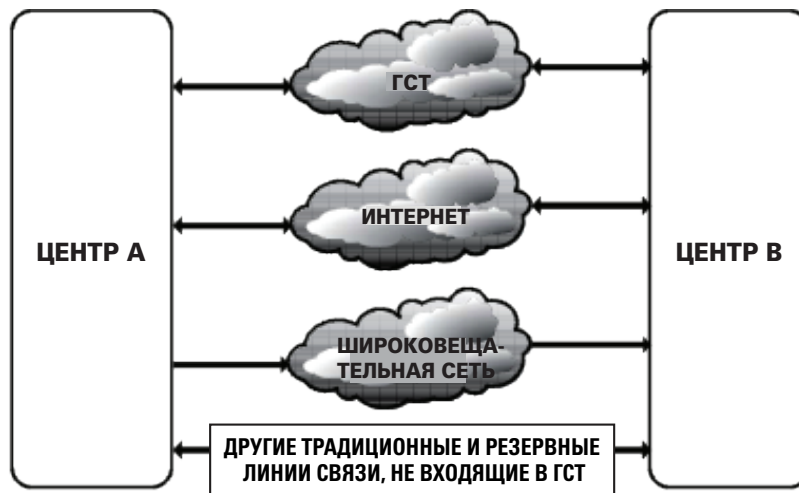 ГСТ
ИНТЕРНЕТ
ЦЕНТР А
ЦЕНТР В
ШИРОКОВЕЩА-
ТЕЛЬНАЯ СЕТЬ
ДРУГИЕ ТРАДИЦИОННЫЕ И РЕЗЕРВНЫЕ
ЛИНИИ СВЯЗИ, НЕ ВХОДЯЩИЕ В ГСТ